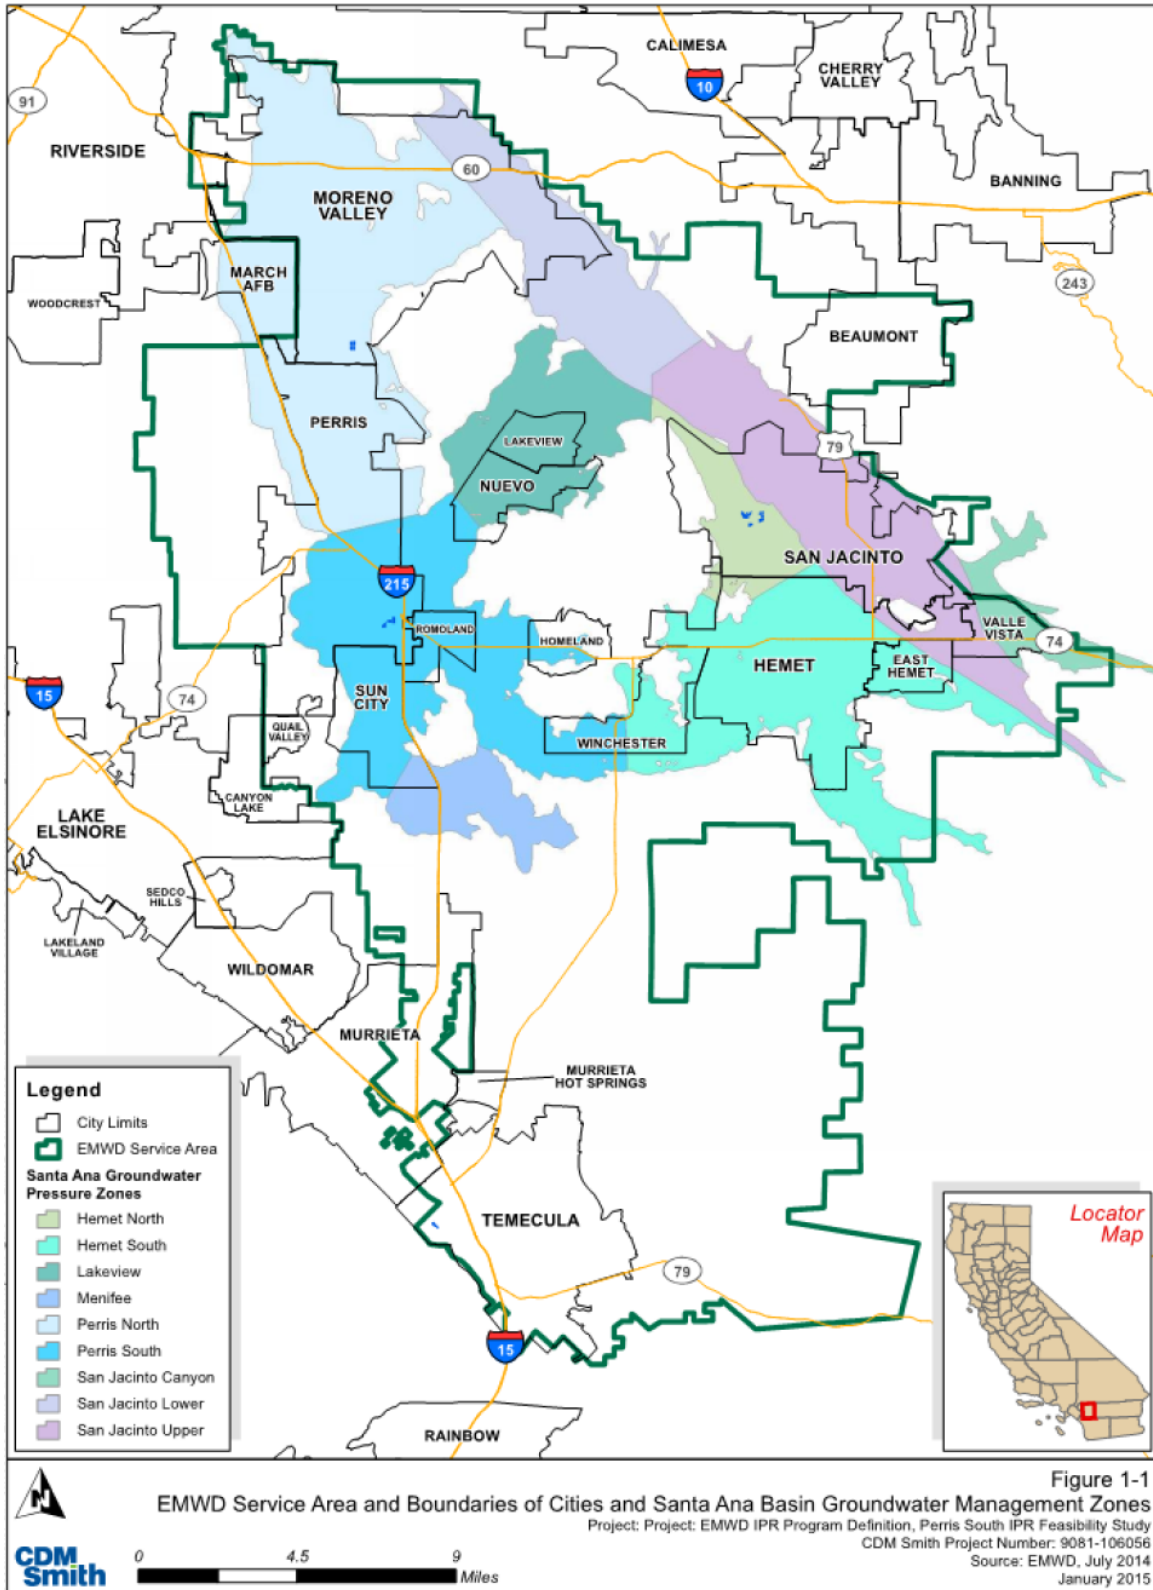 CALIMESA
10
CHERRY
VALLEY
91
RIVERSIDE
60
BANNING
MORENO
VALLEY
MARCH
AFB
WOODCREST
243
BEAUMONT
PERRIS
LAKEVIEW
79
NUEVO
SAN JACINTO
215
ROMOLAND
HOMELAND
VALLE
VISTA
74
HEMET
EAST
HEMET
SUN
CITY
15
74
QUAIL
VALLEY
WINCHESTER
CANYON
LAKE
LAKE
ELSINORE
SEDCO
HILLS
LAKELAND
VILLAGE
WILDOMAR
MURRIETA
MURRIETA
HOT SPRINGS
TEMECULA
79
15
RAINBOW
Legend
City Limits
EMWD Service Area
Santa Ana Groundwater
Pressure Zones
Hemet North
Hemet South
Lakeview
Menifee
Perris North
Perris South
San Jacinto Canyon
San Jacinto Lower
San Jacinto Upper
Locator
Map
N
Figure 1-1
EMWD Service Area and Boundaries of Cities and Santa Ana Basin Groundwater Management Zones
Project: Project: EMWD IPR Program Definition, Perris South IPR Feasibility Study
CDM Smith Project Number: 9081-106056
Source: EMWD, July 2014
January 2015
CDM
Smith
0 4.5 9
Miles